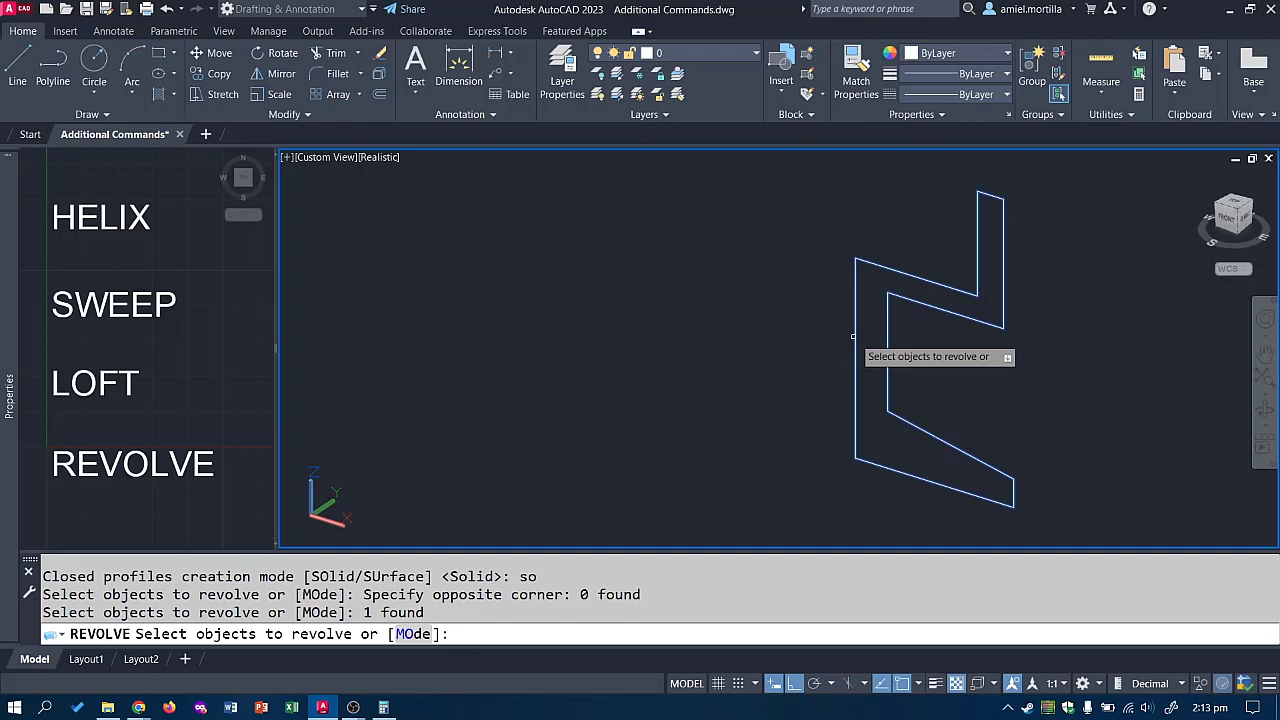 CAD
Drafting & Annotation
Share
Autodesk AutoCAD 2023 Additional Commands.dwg
Type a keyword or phrase
amiel.mortilla
Home Insert Annotate Parametric View Manage Output Add-ins Collaborate Express Tools Featured Apps
Line Polyline Circle Arc
Move Rotate Trim
Copy Mirror Fillet
Stretch Scale Array
Text Dimension Table
Layer Properties
0
Insert
Match Properties
ByLayer
ByLayer
ByLayer
Group Measure Paste Base
Draw Modify Annotation Layers Block Properties Groups Utilities Clipboard View
Start Additional Commands*
[+][Custom View][Realistic]
N
W E
S
HELIX
SWEEP
LOFT
REVOLVE
FRONT
S E
WCS
Select objects to revolve or
Z
Y
X
Properties
Closed profiles creation mode [SOlid/SUrface] <Solid>: so
Select objects to revolve or [MOde]: Specify opposite corner: 0 found
Select objects to revolve or [MOde]: 1 found
REVOLVE Select objects to revolve or [MOde]:
Model Layout1 Layout2
MODEL 1:1 Decimal
2:13 pm